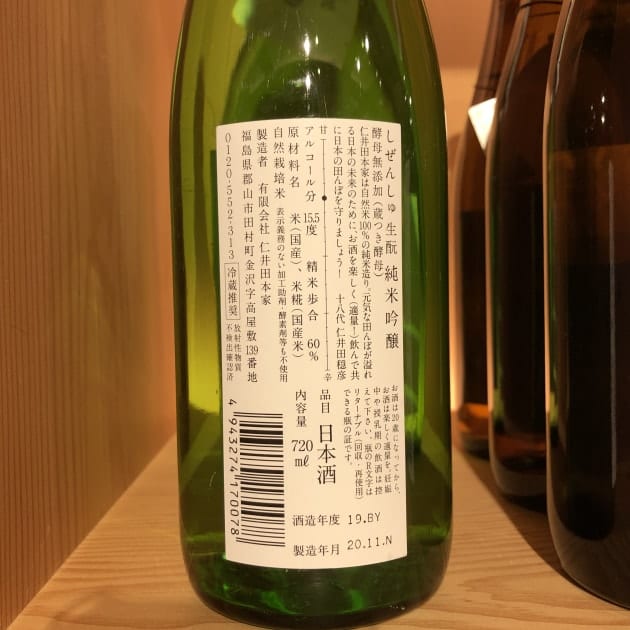 しぜんしゅ生酛 純米吟醸
酵母無添加(蔵つき酵母)
仁井田本家は自然米100%の純米造り。元気な田んぼが溢れ
る日本の未来のために、お酒を楽しく(適量!)飲んで共
に日本の田んぼを守りましょう! 十八代 仁井田穏彦
甘 辛
アルコール分 15.5度 精米歩合 60%
原材料名 米(国産)、米糀(国産米)
自然栽培米 表示義務のない加工助剤 酵素剤等も不使用
製造者 有限会社 仁井田本家
福島県郡山市田村町金沢字高屋敷139番地
0120-552-313 冷蔵推奨 放射性物質
不検出確認済
お酒は20歳になってから。
お酒は楽しく適量を。妊娠
中や授乳期の飲酒は控
えて下さい。瓶のR文字は
リターナブル(回収・再使用)
できる瓶の証です。
品目 日本酒
内容量 720ml
酒造年度 19.BY
製造年月 20.11.N
4 943274 170078